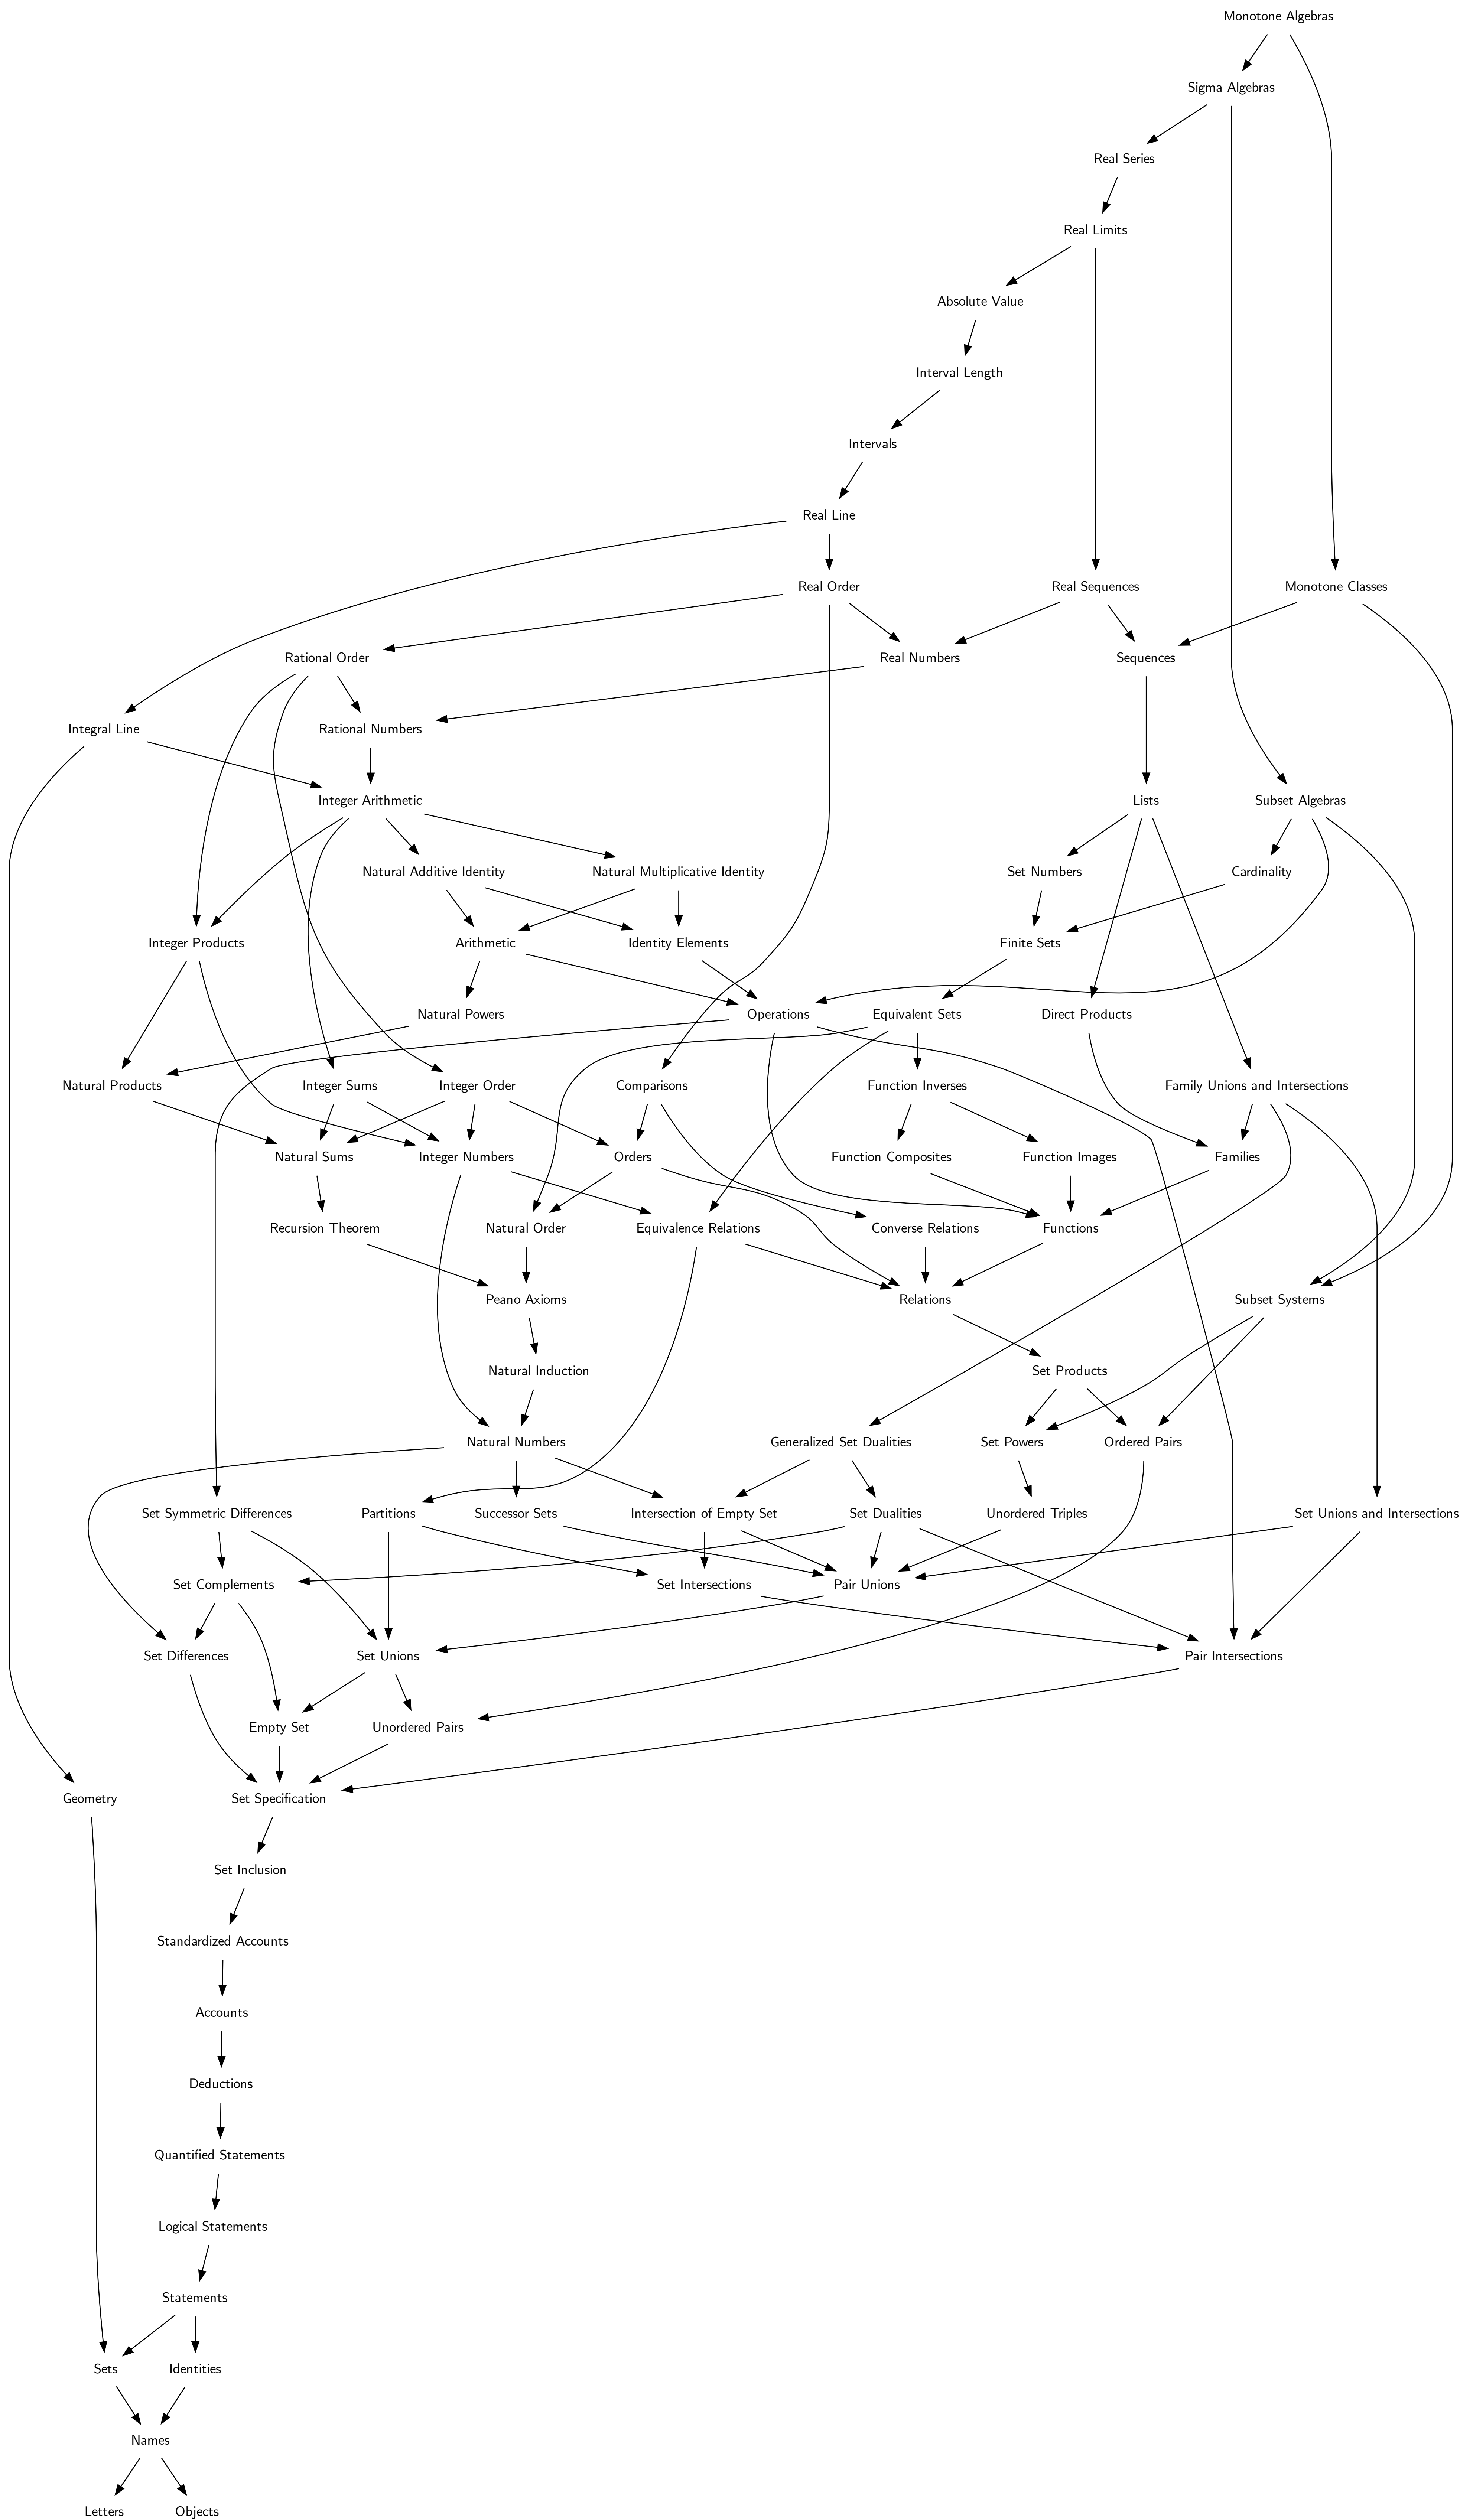 Monotone Algebras
Sigma Algebras
Real Series
Real Limits
Absolute Value
Interval Length
Intervals
Real Line
Real Order
Real Sequences
Monotone Classes
Rational Order
Real Numbers
Sequences
Integral Line
Rational Numbers
Integer Arithmetic
Lists
Subset Algebras
Natural Additive Identity
Natural Multiplicative Identity
Set Numbers
Cardinality
Integer Products
Arithmetic
Identity Elements
Finite Sets
Natural Powers
Operations
Equivalent Sets
Direct Products
Natural Products
Integer Sums
Integer Order
Comparisons
Function Inverses
Family Unions and Intersections
Natural Sums
Integer Numbers
Orders
Function Composites
Function Images
Families
Recursion Theorem
Natural Order
Equivalence Relations
Converse Relations
Functions
Peano Axioms
Relations
Subset Systems
Natural Induction
Set Products
Natural Numbers
Generalized Set Dualities
Set Powers
Ordered Pairs
Set Symmetric Differences
Partitions
Successor Sets
Intersection of Empty Set
Set Dualities
Unordered Triples
Set Unions and Intersections
Set Complements
Set Intersections
Pair Unions
Set Differences
Set Unions
Pair Intersections
Empty Set
Unordered Pairs
Geometry
Set Specification
Set Inclusion
Standardized Accounts
Accounts
Deductions
Quantified Statements
Logical Statements
Statements
Sets
Identities
Names
Letters
Objects